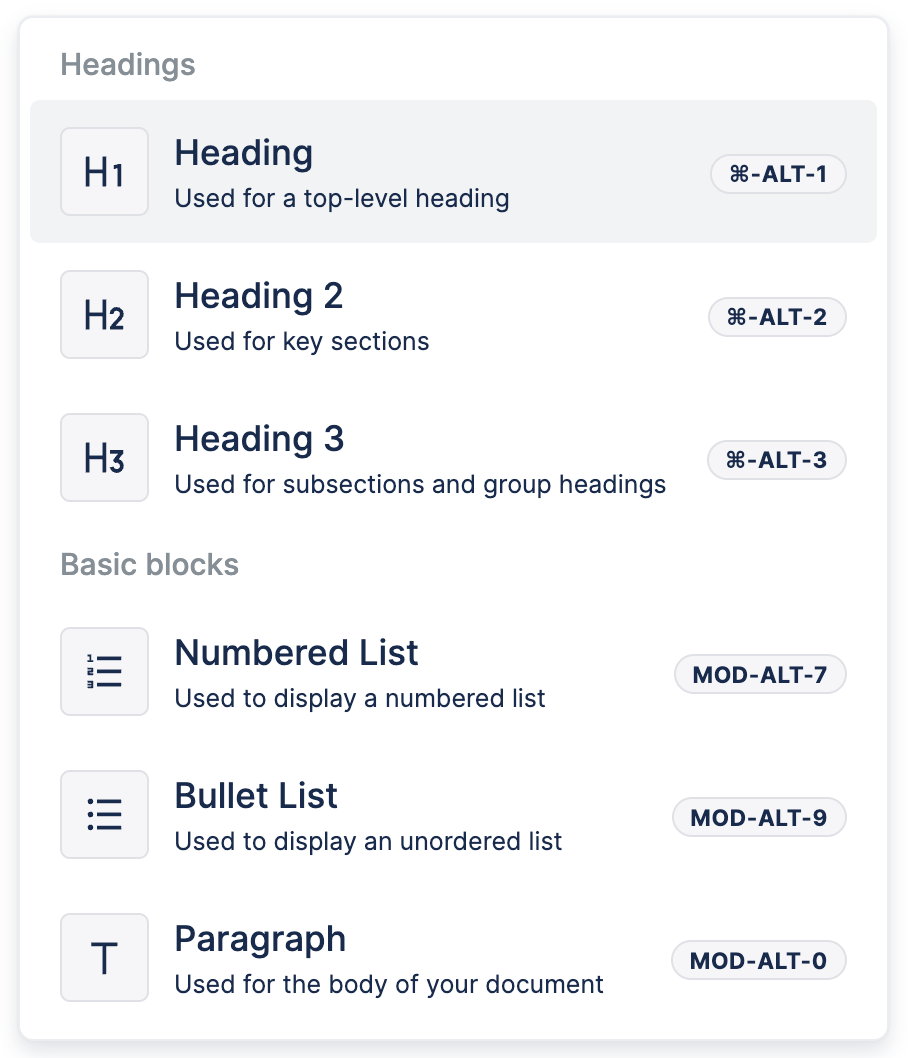 Headings
H1
Heading
Used for a top-level heading
⌘-ALT-1
H2
Heading 2
Used for key sections
⌘-ALT-2
H3
Heading 3
Used for subsections and group headings
⌘-ALT-3
Basic blocks
1
2
3
Numbered List
Used to display a numbered list
MOD-ALT-7
Bullet List
Used to display an unordered list
MOD-ALT-9
T
Paragraph
Used for the body of your document
MOD-ALT-0